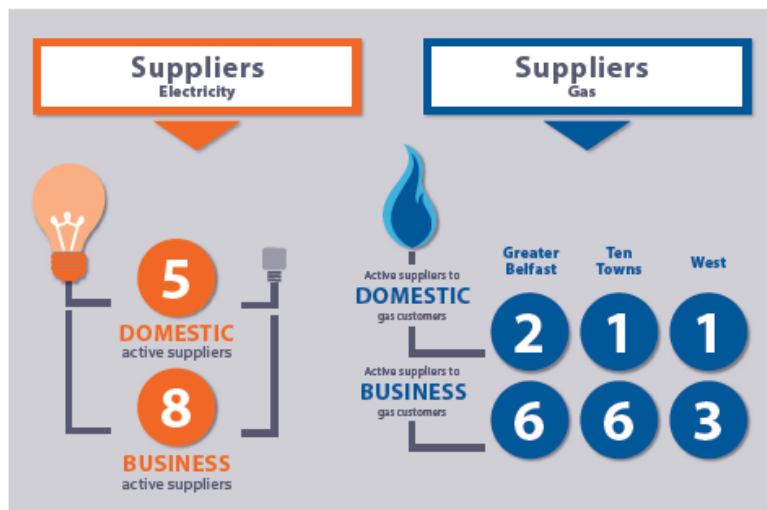 Suppliers
Electricity
5
DOMESTIC
active suppliers
8
BUSINESS
active suppliers
Suppliers
Gas
Greater
Belfast
Ten
Towns
West
Active suppliers to
DOMESTIC
gas customers
2 1 1
Active suppliers to
BUSINESS
gas customers
6 6 3